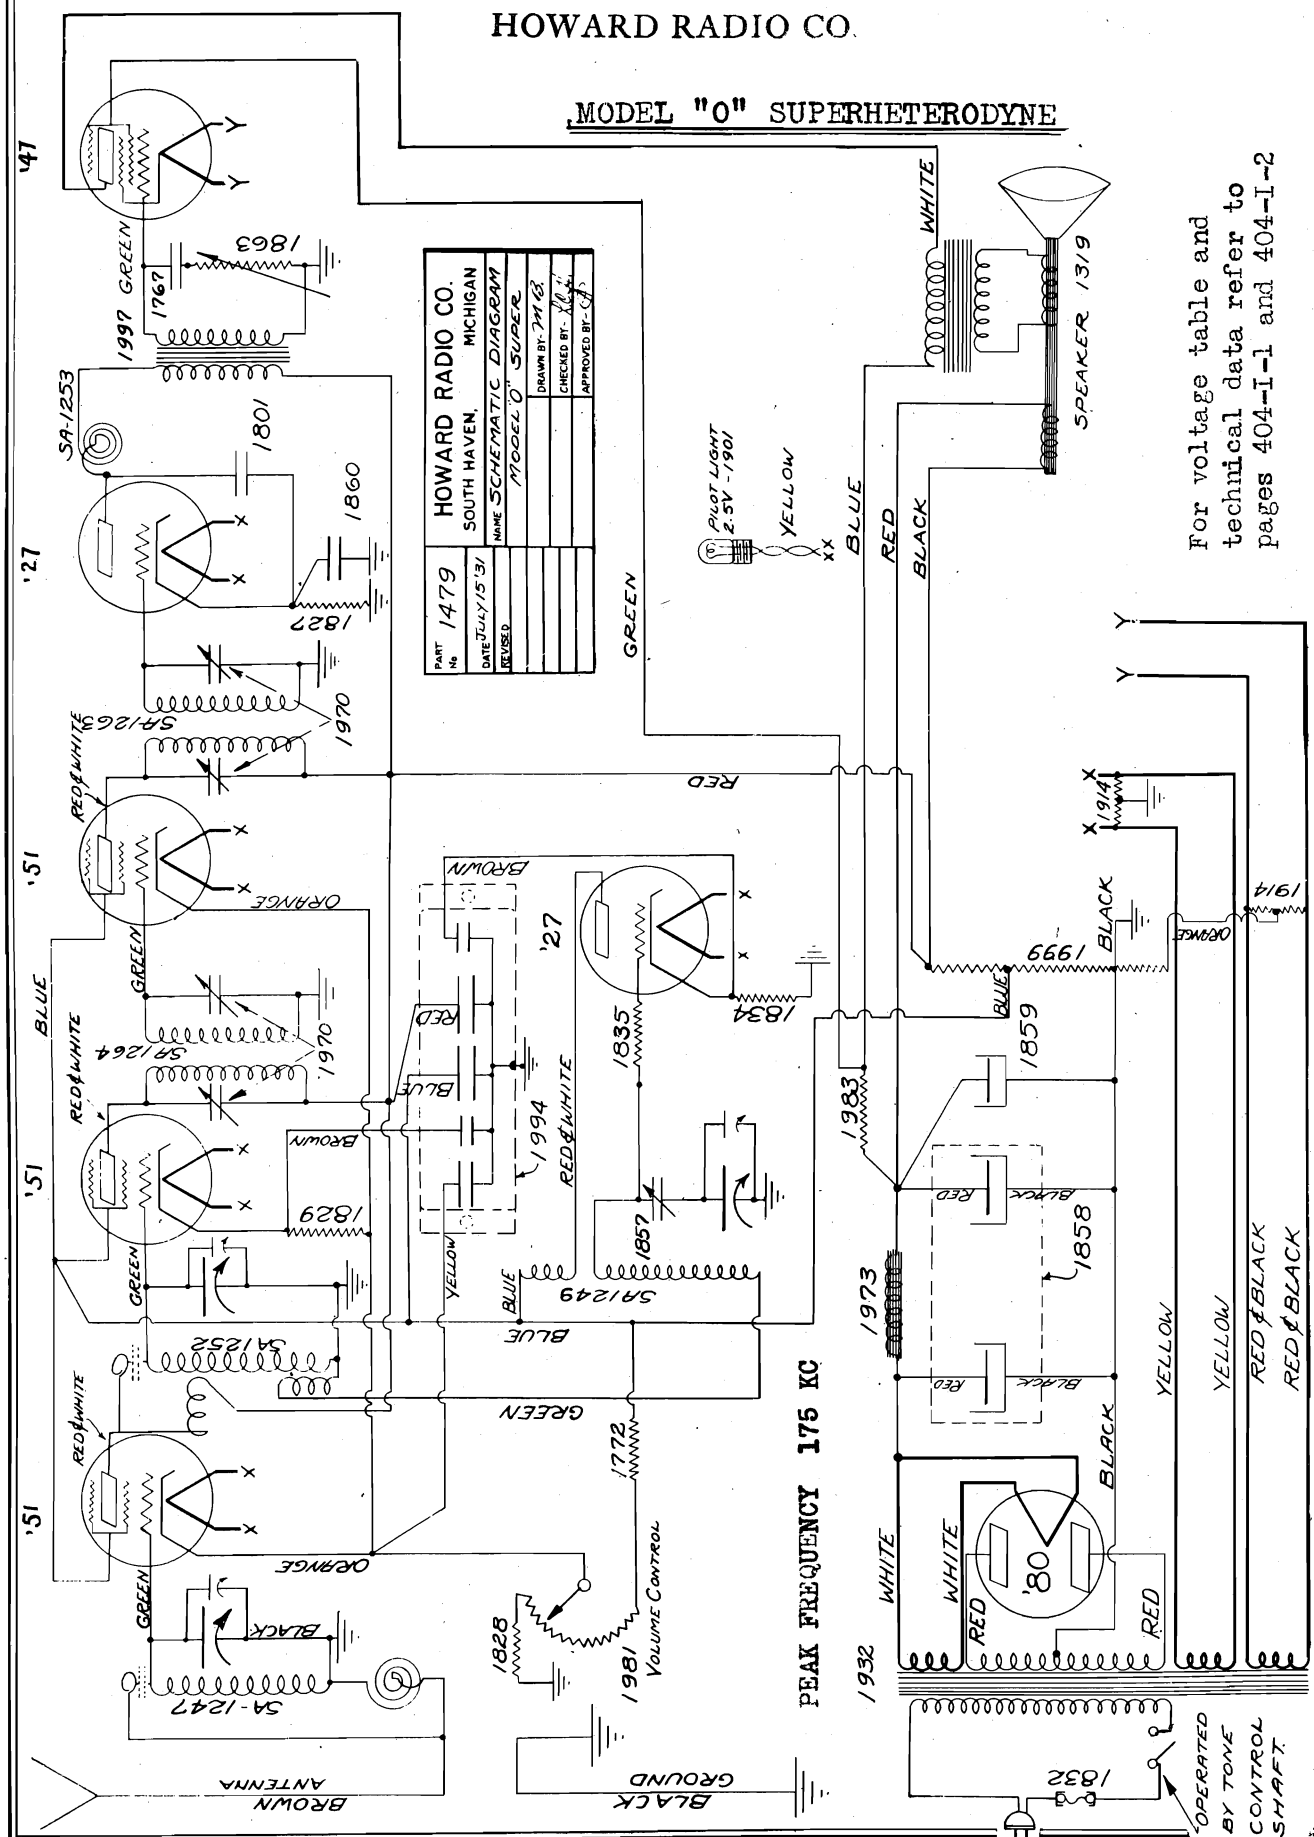 HOWARD RADIO CO.
MODEL "O" SUPERHETERODYNE
'51
'51
'51
'27
'47
RED & WHITE
RED & WHITE
RED & WHITE
BLUE
SA-1253
1997
GREEN
1767
1863
1801
1860
1827
SA1263
1970
GREEN
ORANGE
SA1264
1970
GREEN
BROWN
1829
SA1252
GREEN
ORANGE
BLACK
SA-1247
BROWN
ANTENNA
PART No 1479
HOWARD RADIO CO.
SOUTH HAVEN, MICHIGAN
DATE JULY 15 '31
NAME SCHEMATIC DIAGRAM
MODEL "O" SUPER
REVISED
DRAWN BY- MB.
CHECKED BY-
APPROVED BY-
BROWN
RED
BLUE
1994
YELLOW
BLUE
BLUE
RED & WHITE
'27
1835
1834
1857
SA1249
GREEN
1772
1828
1981
VOLUME CONTROL
BLACK
GROUND
GREEN
RED
PILOT LIGHT
2.5V-1901
YELLOW
XX
BLUE
RED
BLACK
WHITE
SPEAKER 1319
For voltage table and
technical data refer to
pages 404-I-1 and 404-I-2
PEAK FREQUENCY 175 KC
1983
1973
1859
BLUE
1999
BLACK
ORANGE
1914
X X
1914
Y Y
RED
BLACK
RED
BLACK
1858
BLACK
WHITE
WHITE
RED
'80
RED
1932
YELLOW
YELLOW
RED & BLACK
RED & BLACK
1832
OPERATED
BY TONE
CONTROL
SHAFT.
X X
X X
X X
X X
X X
Y Y